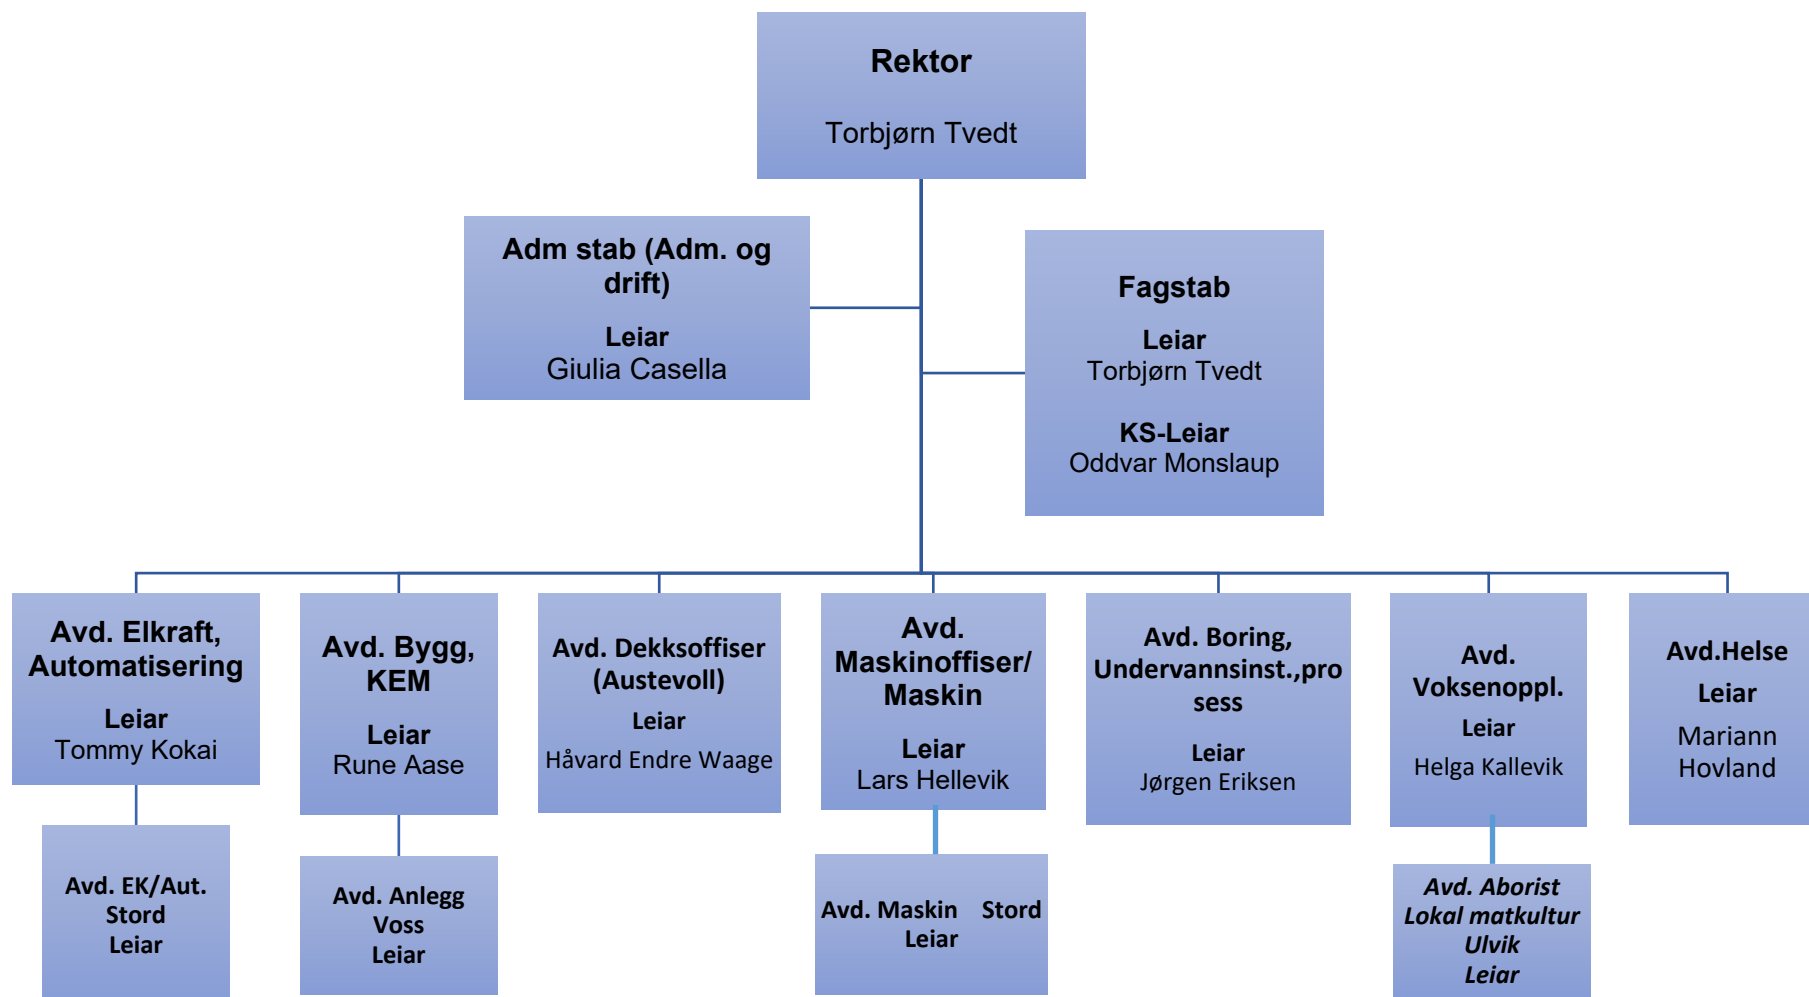 Rektor
Torbjørn Tvedt
Adm stab (Adm. og
drift)
Leiar
Giulia Casella
Fagstab
Leiar
Torbjørn Tvedt
KS-Leiar
Oddvar Monslaup
Avd. Elkraft,
Automatisering
Leiar
Tommy Kokai
Avd. Bygg,
KEM
Leiar
Rune Aase
Avd. Dekksoffiser
(Austevoll)
Leiar
Håvard Endre Waage
Avd.
Maskinoffiser/
Maskin
Leiar
Lars Hellevik
Avd. Boring,
Undervannsinst.,pro
sess
Leiar
Jørgen Eriksen
Avd.
Voksenoppl.
Leiar
Helga Kallevik
Avd.Helse
Leiar
Mariann
Hovland
Avd. EK/Aut.
Stord
Leiar
Avd. Anlegg
Voss
Leiar
Avd. Maskin Stord
Leiar
Avd. Aborist
Lokal matkultur
Ulvik
Leiar